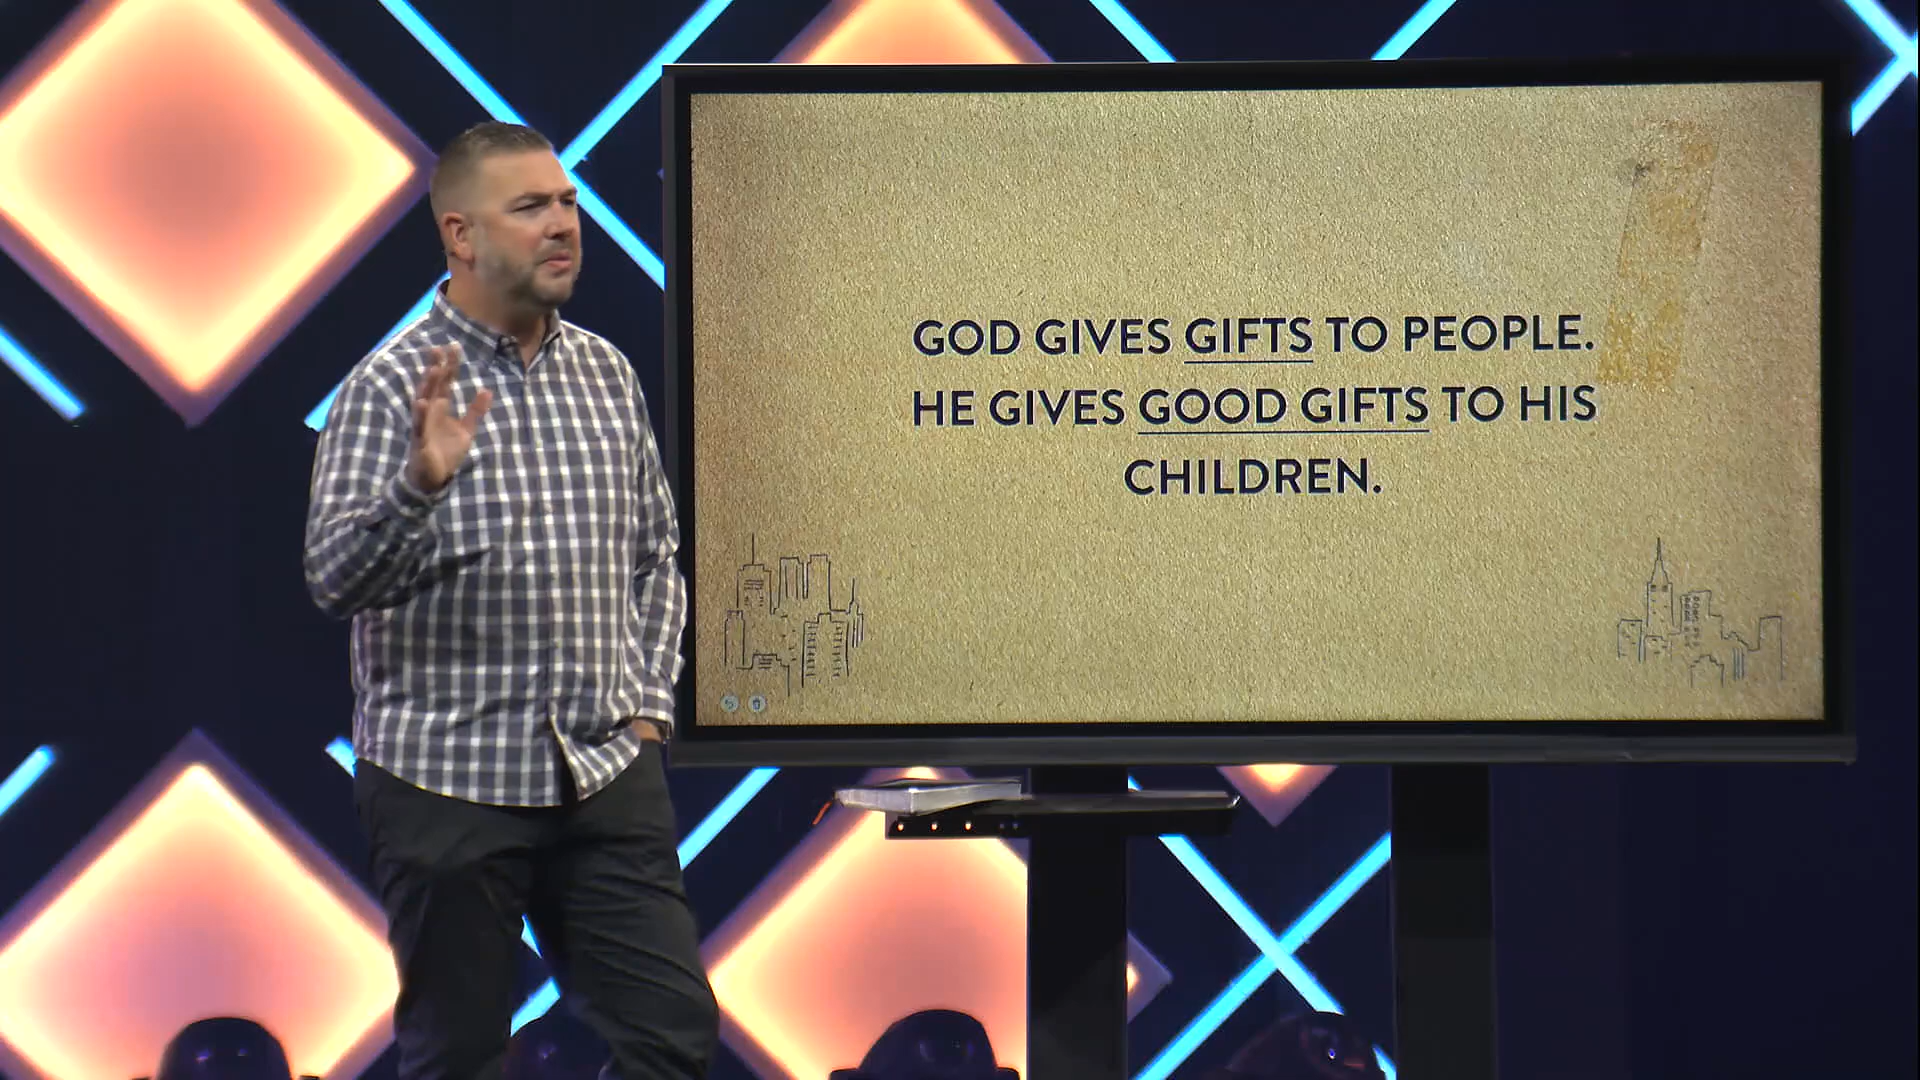 GOD GIVES GIFTS TO PEOPLE.
HE GIVES GOOD GIFTS TO HIS
CHILDREN.